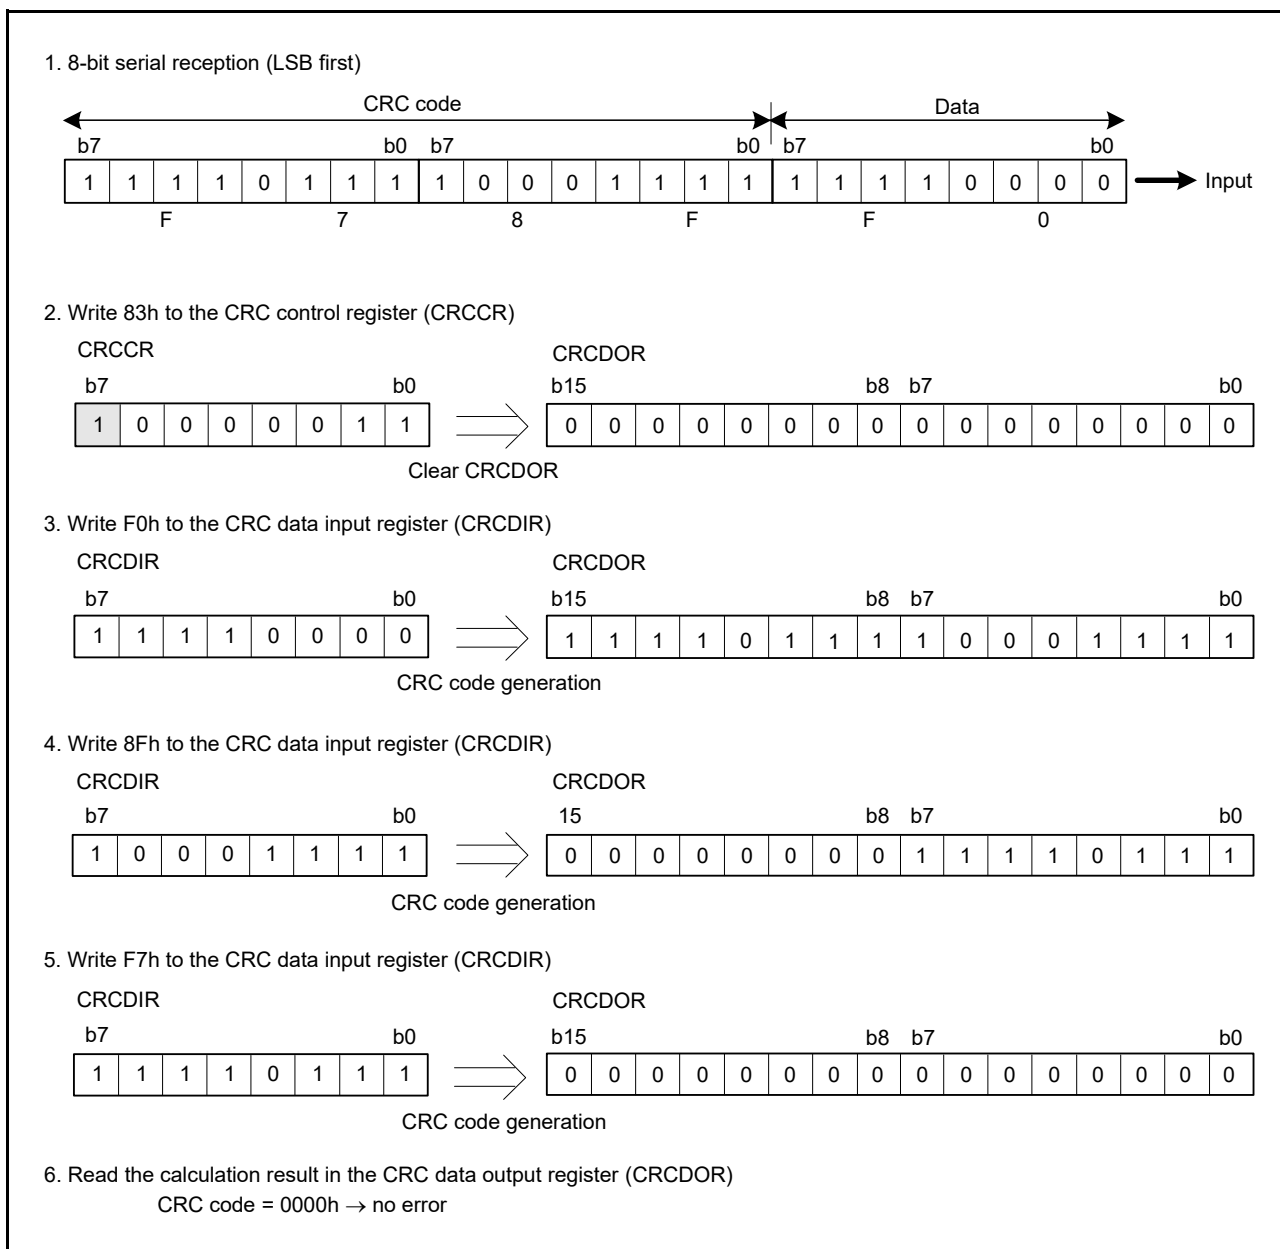 1. 8-bit serial reception (LSB first)
CRC code Data
b7 b0 b7 b0 b7 b0
1 1 1 1 0 1 1 1 1 0 0 0 1 1 1 1 1 1 1 1 0 0 0 0 Input
F 7 8 F F 0
2. Write 83h to the CRC control register (CRCCR)
CRCCR CRCDOR
b7 b0 b15 b8 b7 b0
1 0 0 0 0 0 1 1 0 0 0 0 0 0 0 0 0 0 0 0 0 0 0 0
Clear CRCDOR
3. Write F0h to the CRC data input register (CRCDIR)
CRCDIR CRCDOR
b7 b0 b15 b8 b7 b0
1 1 1 1 0 0 0 0 1 1 1 1 0 1 1 1 1 0 0 0 1 1 1 1
CRC code generation
4. Write 8Fh to the CRC data input register (CRCDIR)
CRCDIR CRCDOR
b7 b0 15 b8 b7 b0
1 0 0 0 1 1 1 1 0 0 0 0 0 0 0 0 1 1 1 1 0 1 1 1
CRC code generation
5. Write F7h to the CRC data input register (CRCDIR)
CRCDIR CRCDOR
b7 b0 b15 b8 b7 b0
1 1 1 1 0 1 1 1 0 0 0 0 0 0 0 0 0 0 0 0 0 0 0 0
CRC code generation
6. Read the calculation result in the CRC data output register (CRCDOR)
CRC code = 0000h → no error